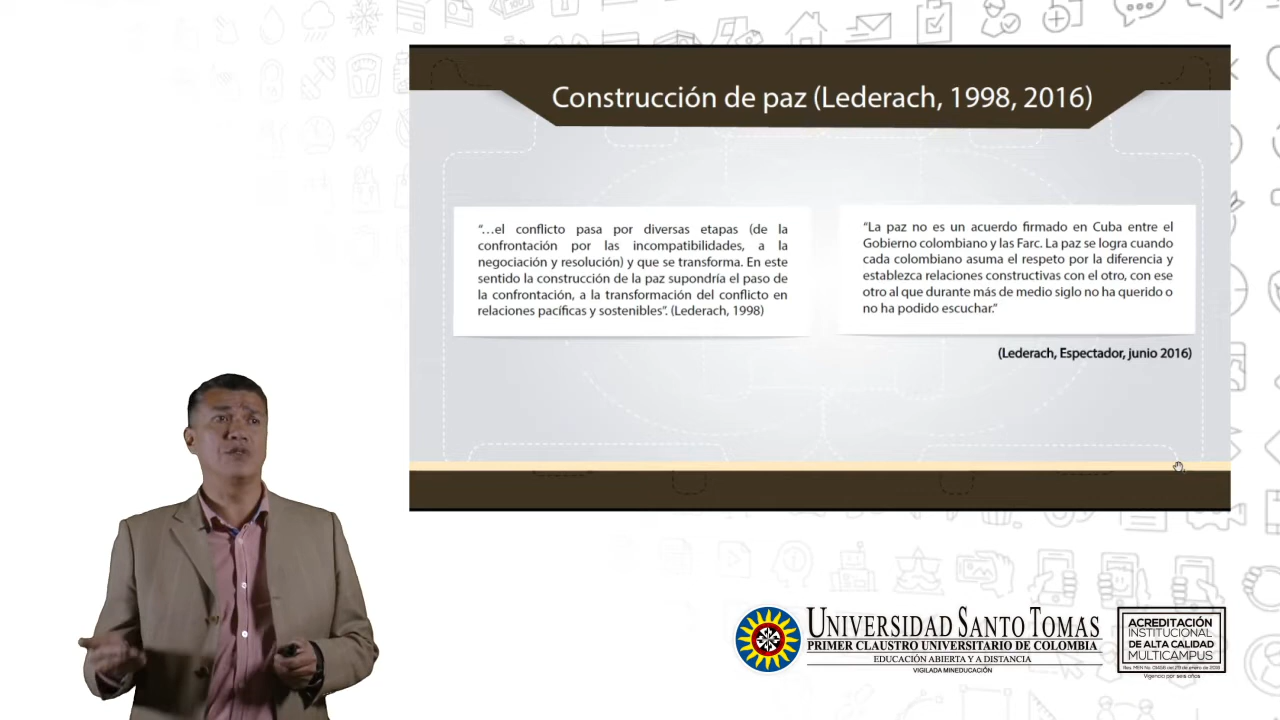 Construcción de paz (Lederach, 1998, 2016)
“…el conflicto pasa por diversas etapas (de la
confrontación por las incompatibilidades, a la
negociación y resolución) y que se transforma. En este
sentido la construcción de la paz supondría el paso de
la confrontación, a la transformación del conflicto en
relaciones pacíficas y sostenibles”. (Lederach, 1998)
“La paz no es un acuerdo firmado en Cuba entre el
Gobierno colombiano y las Farc. La paz se logra cuando
cada colombiano asuma el respeto por la diferencia y
establezca relaciones constructivas con el otro, con ese
otro al que durante más de medio siglo no ha querido o
no ha podido escuchar.”
(Lederach, Espectador, junio 2016)
UNIVERSIDAD SANTO TOMAS
PRIMER CLAUSTRO UNIVERSITARIO DE COLOMBIA
EDUCACIÓN ABIERTA Y A DISTANCIA
VIGILADA MINEDUCACIÓN
ACREDITACIÓN
INSTITUCIONAL
DE ALTA CALIDAD
MULTICAMPUS
Vigencia por seis años